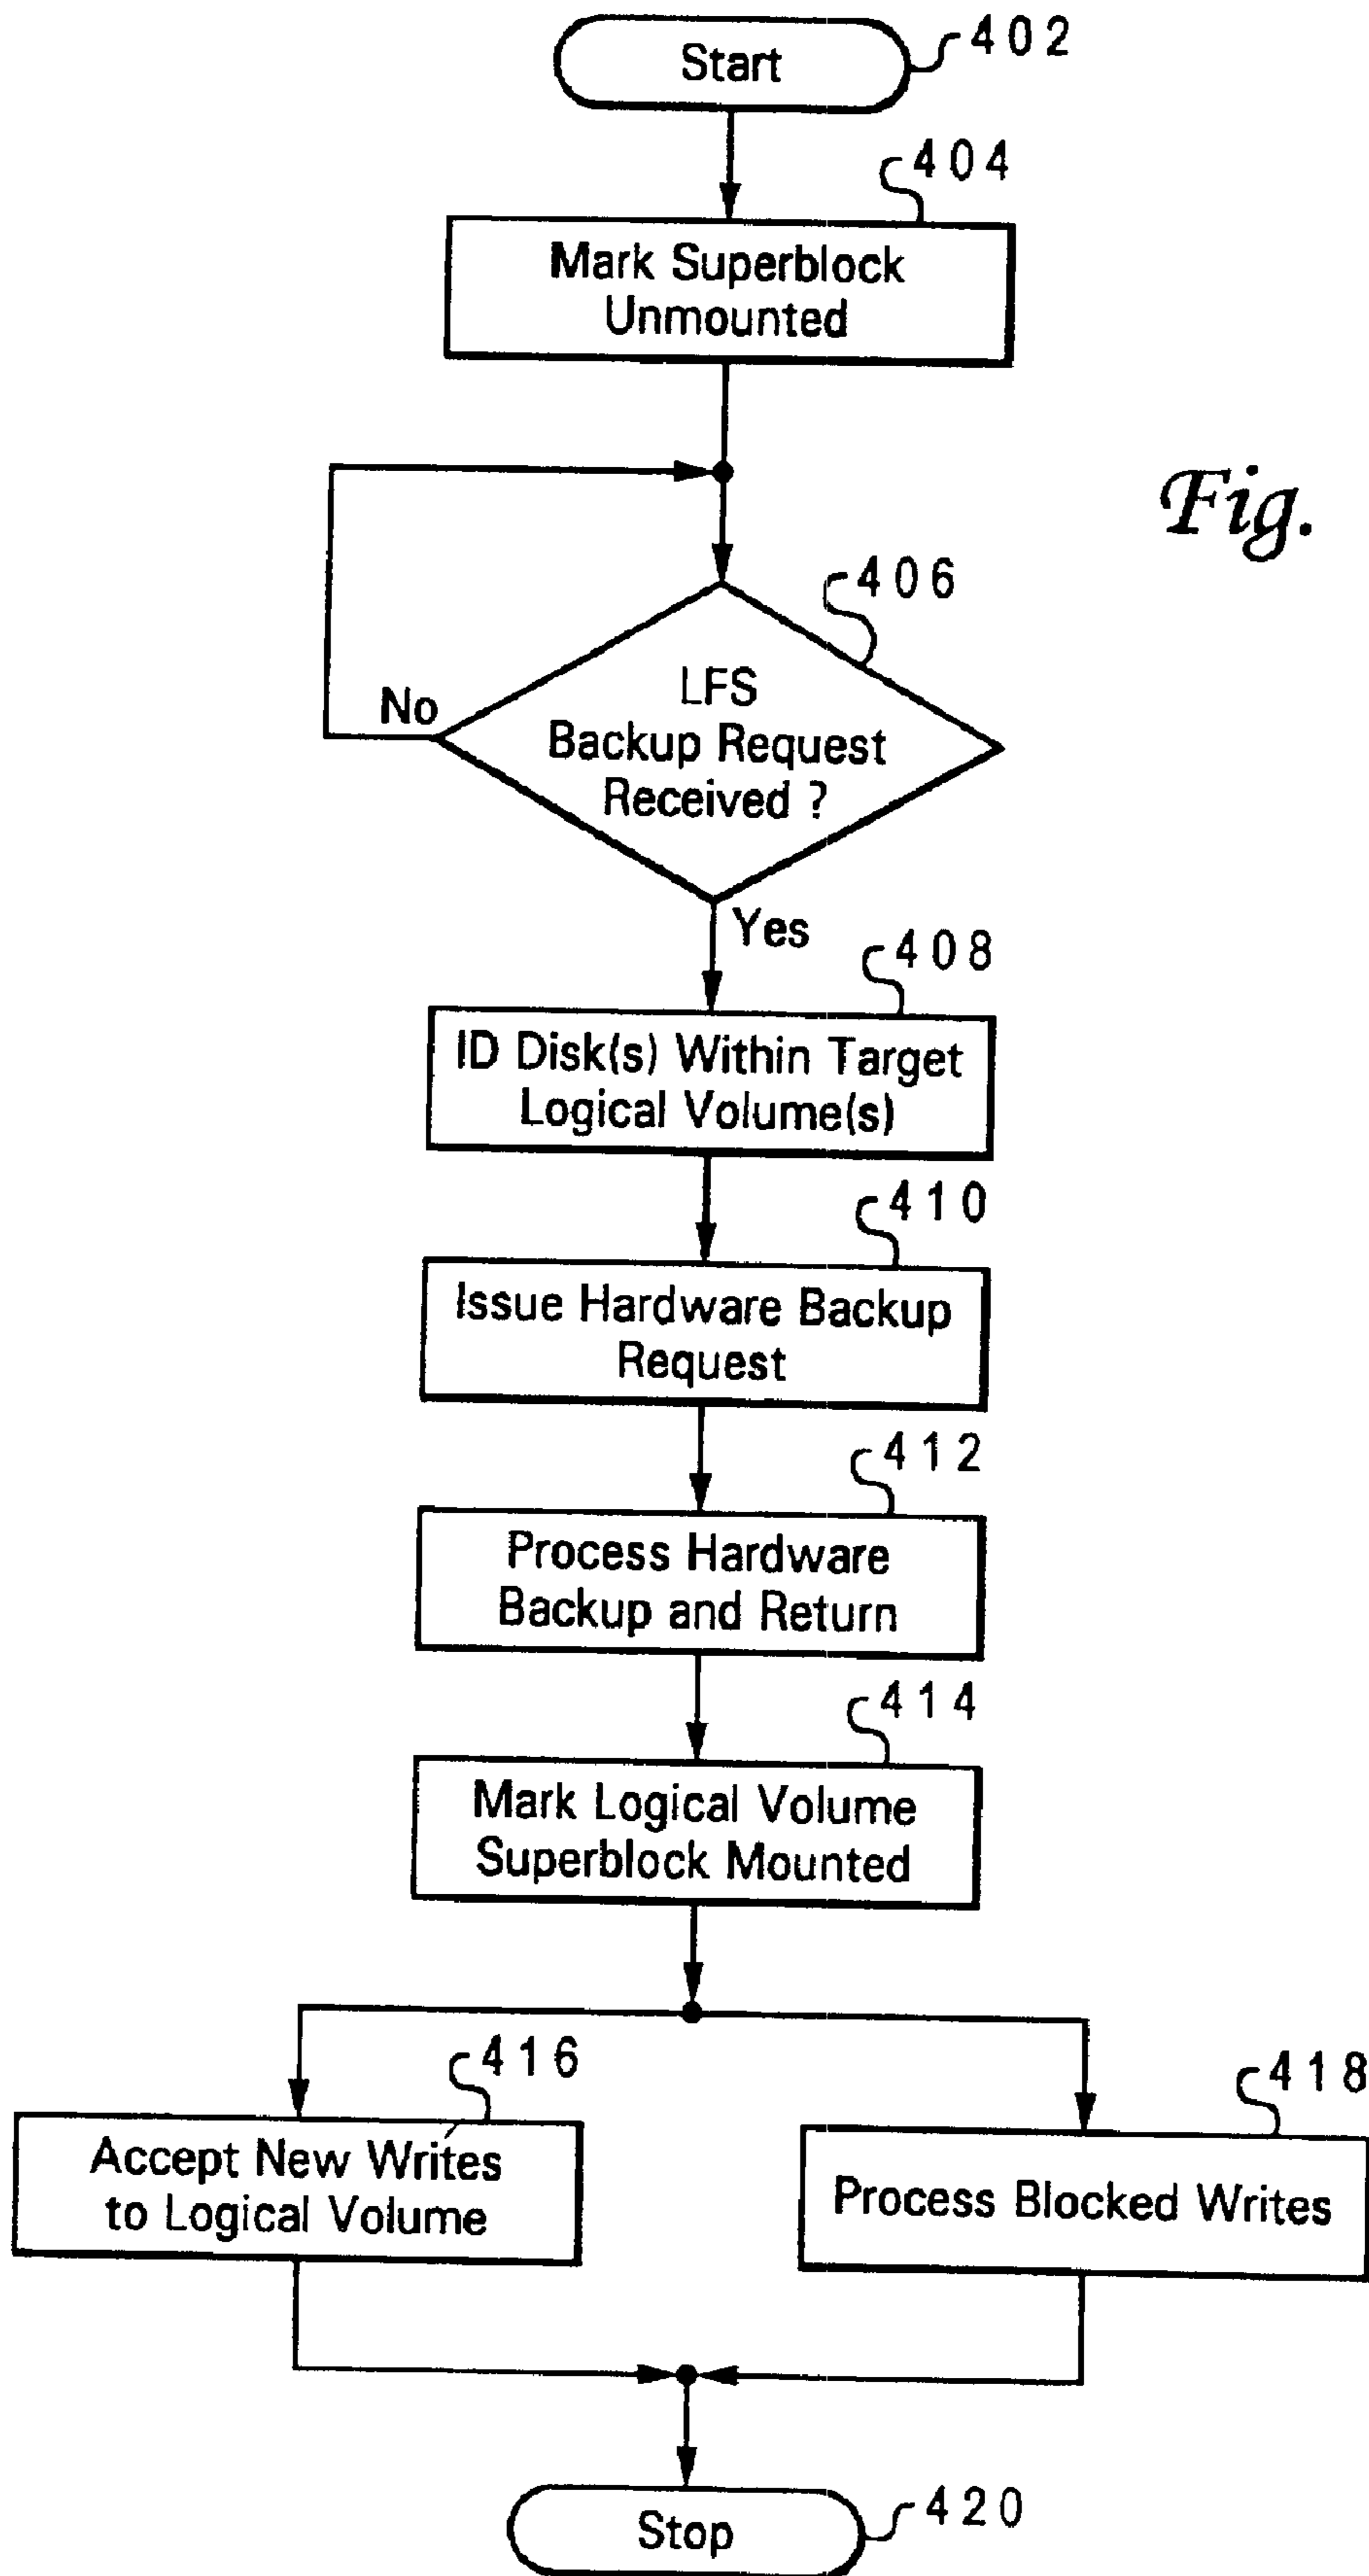 Start
402
404
Mark Superblock
Unmounted
Fig.
406
LFS
Backup Request
Received ?
No
Yes
408
ID Disk(s) Within Target
Logical Volume(s)
410
Issue Hardware Backup
Request
412
Process Hardware
Backup and Return
414
Mark Logical Volume
Superblock Mounted
416
Accept New Writes
to Logical Volume
418
Process Blocked Writes
Stop
420